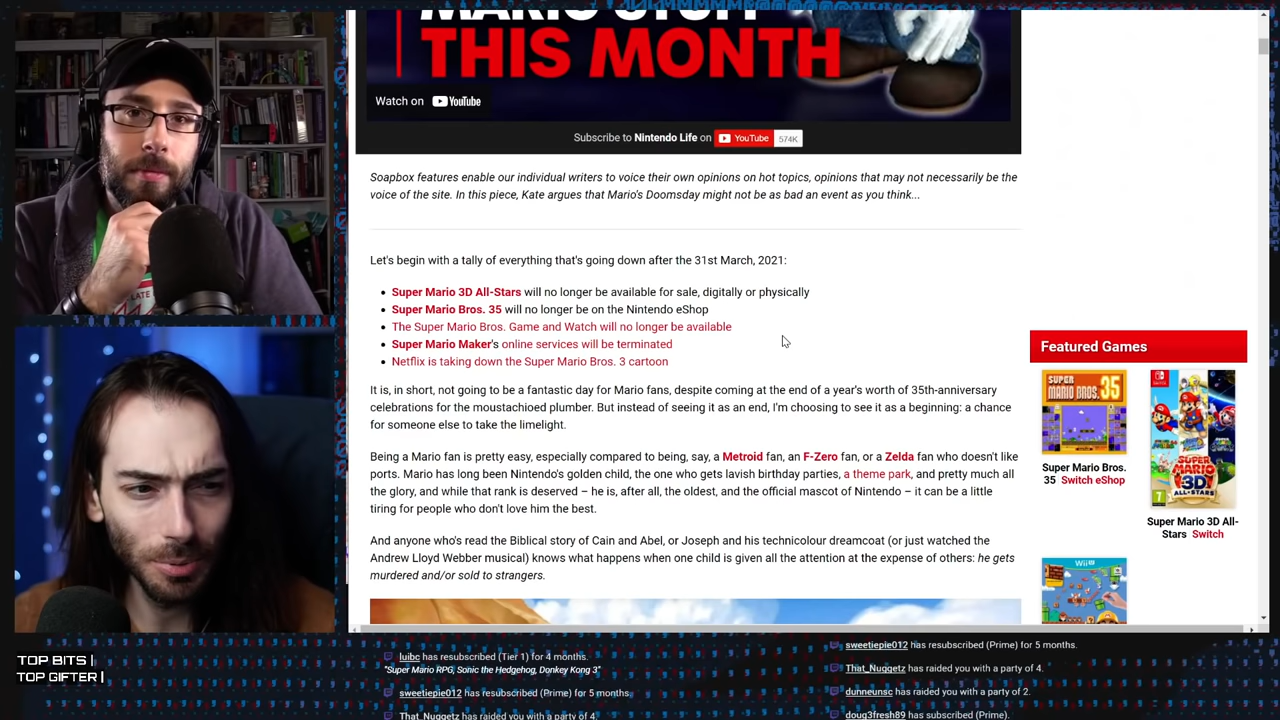 MARIO STUFF
THIS MONTH
Watch on YouTube
Subscribe to Nintendo Life on YouTube 574K
Soapbox features enable our individual writers to voice their own opinions on hot topics, opinions that may not necessarily be the
voice of the site. In this piece, Kate argues that Mario's Doomsday might not be as bad an event as you think...
Let's begin with a tally of everything that's going down after the 31st March, 2021:
• Super Mario 3D All-Stars will no longer be available for sale, digitally or physically
• Super Mario Bros. 35 will no longer be on the Nintendo eShop
• The Super Mario Bros. Game and Watch will no longer be available
• Super Mario Maker's online services will be terminated
• Netflix is taking down the Super Mario Bros. 3 cartoon
It is, in short, not going to be a fantastic day for Mario fans, despite coming at the end of a year's worth of 35th-anniversary
celebrations for the moustachioed plumber. But instead of seeing it as an end, I'm choosing to see it as a beginning: a chance
for someone else to take the limelight.
Being a Mario fan is pretty easy, especially compared to being, say, a Metroid fan, an F-Zero fan, or a Zelda fan who doesn't like
ports. Mario has long been Nintendo's golden child, the one who gets lavish birthday parties, a theme park, and pretty much all
the glory, and while that rank is deserved – he is, after all, the oldest, and the official mascot of Nintendo – it can be a little
tiring for people who don't love him the best.
And anyone who's read the Biblical story of Cain and Abel, or Joseph and his technicolour dreamcoat (or just watched the
Andrew Lloyd Webber musical) knows what happens when one child is given all the attention at the expense of others: he gets
murdered and/or sold to strangers.
Featured Games
SUPER
MARIO BROS.
35
Super Mario Bros.
35 Switch eShop
SUPER MARIO
3D
ALL-STARS
7
Super Mario 3D All-
Stars Switch
Wii U
TOP BITS |
TOP GIFTER |
luibc has resubscribed (Tier 1) for 4 months.
"Super Mario RPG, Sonic the Hedgehog, Donkey Kong 3"
sweetiepie012 has resubscribed (Prime) for 5 months.
That_Nuggetz has raided you with a party of 4.
sweetiepie012 has resubscribed (Prime) for 5 months.
That_Nuggetz has raided you with a party of 4.
dunneunsc has raided you with a party of 2.
doug3fresh89 has subscribed (Prime).